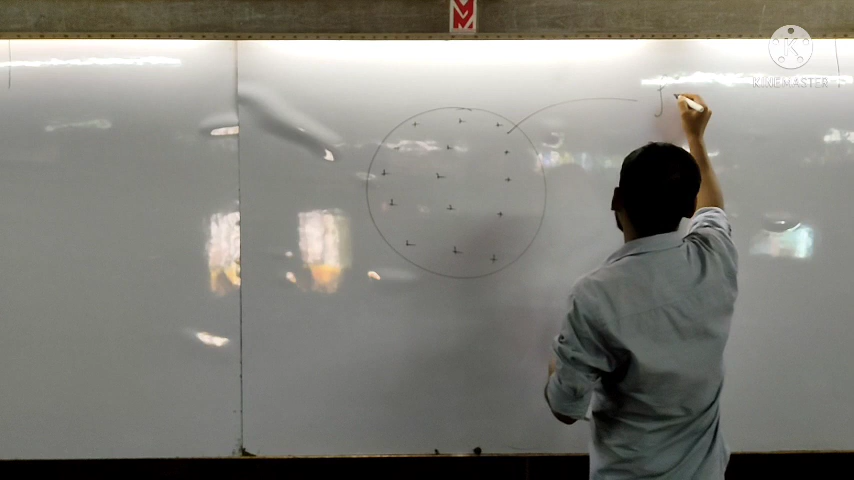 K
KINEMASTER
+ + +
+ + +
+ + +
+ + +
+ + +